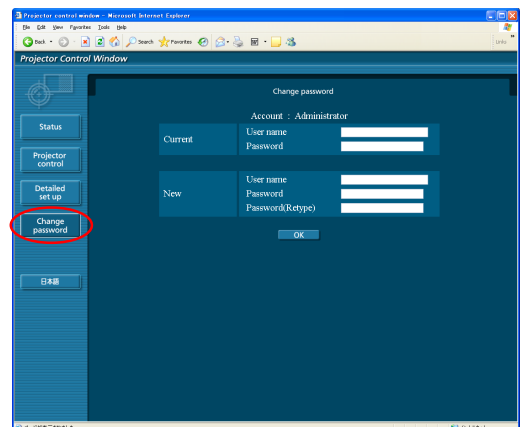 Projector control window - Microsoft Internet Explorer
File Edit View Favorites Tools Help
Back Search Favorites Links
Projector Control Window
Change password
Account : Administrator
Status
Current
User name
Password
Projector
control
Detailed
set up
New
User name
Password
Password(Retype)
Change
password
OK
日本語